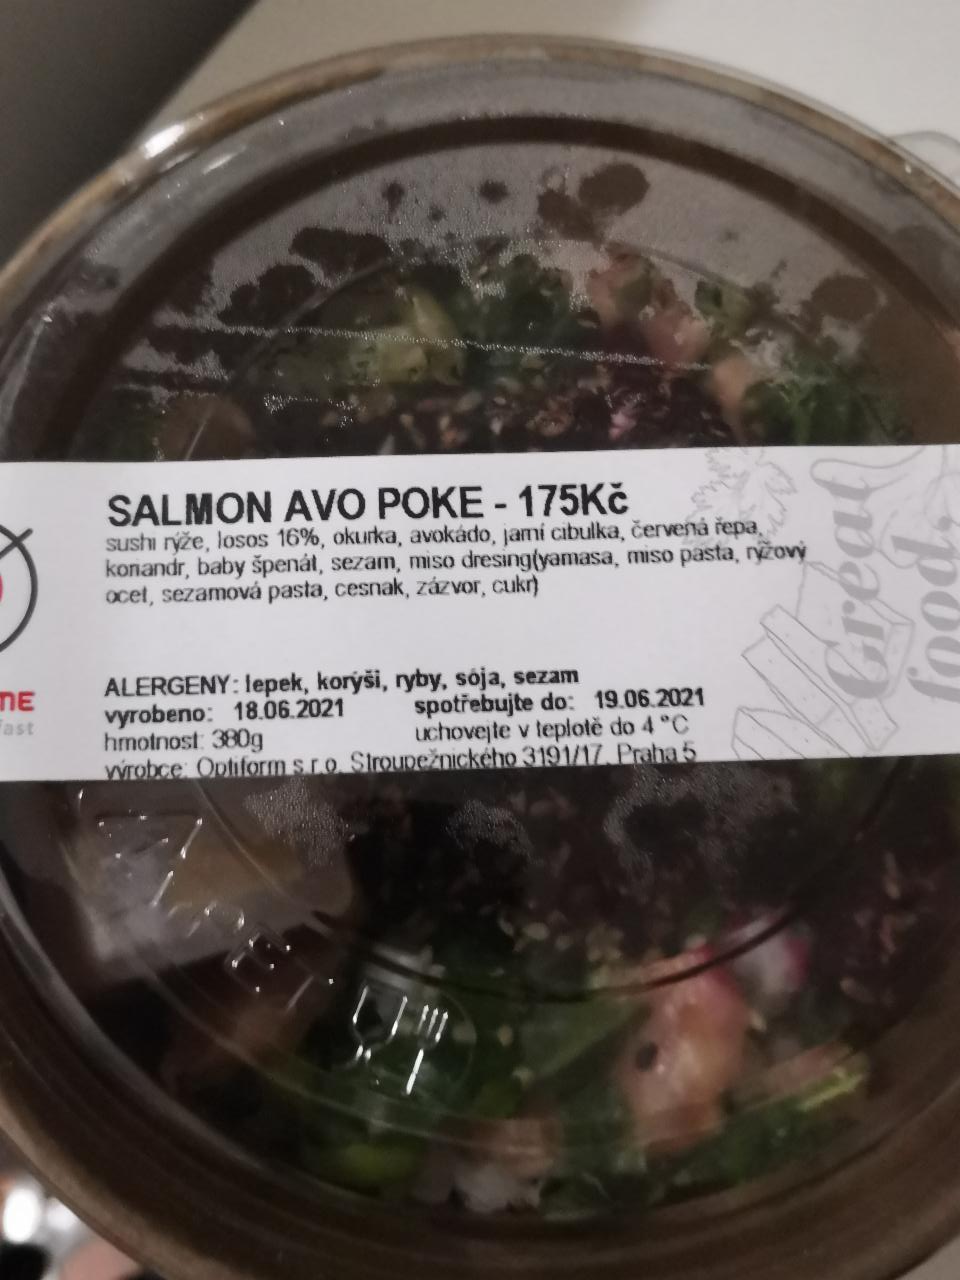 SALMON AVO POKE - 175Kč
sushi rýže, losos 16%, okurka, avokádo, jarní cibulka, červená řepa,
koriandr, baby špenát, sezam, miso dresing(yamasa, miso pasta, rýžový
ocet, sezamová pasta, cesnak, zázvor, cukr)
ALERGENY: lepek, korýši, ryby, sója, sezam
vyrobeno: 18.06.2021 spotřebujte do: 19.06.2021
hmotnost: 380g uchovejte v teplotě do 4 °C
výrobce: Optiform s.r.o. Stroupežnického 3191/17, Praha 5
Great
food,